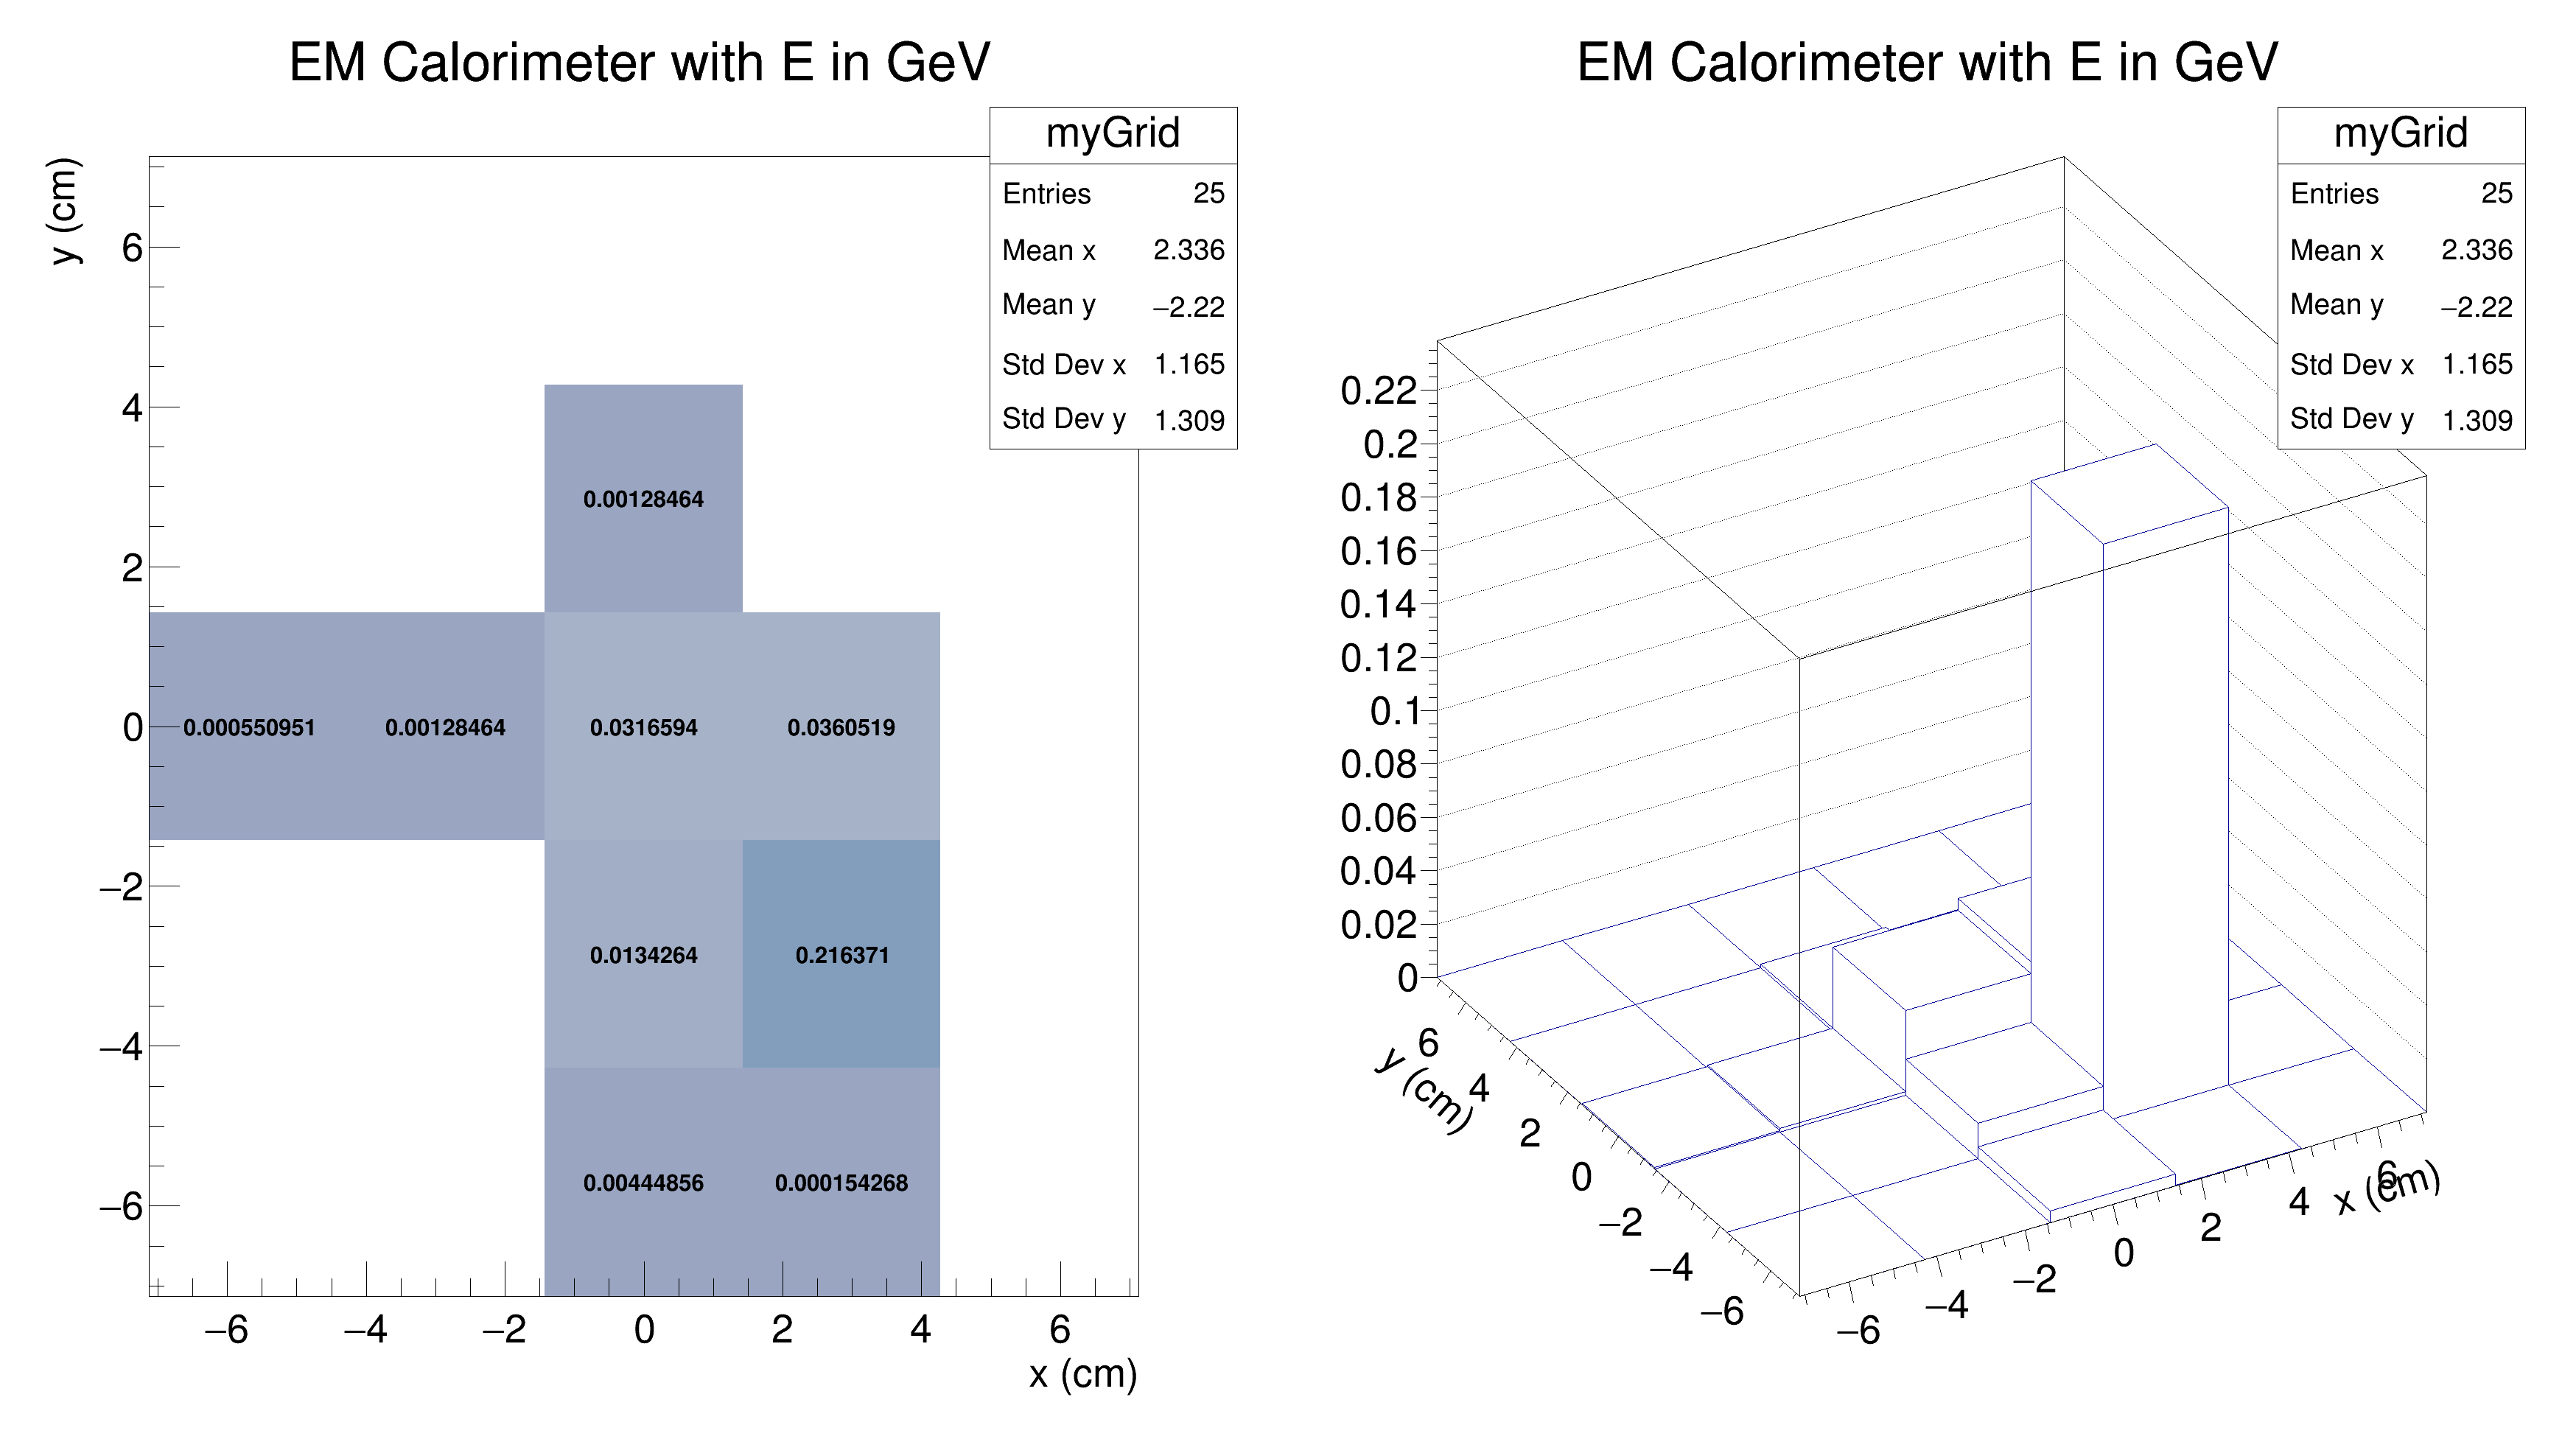 EM Calorimeter with E in GeV
myGrid
Entries 25
Mean x 2.336
Mean y −2.22
Std Dev x 1.165
Std Dev y 1.309
y (cm)
6
4
2
0
−2
−4
−6
0.00128464
0.000550951 0.00128464 0.0316594 0.0360519
0.0134264 0.216371
0.00444856 0.000154268
−6 −4 −2 0 2 4 6
x (cm)
EM Calorimeter with E in GeV
myGrid
Entries 25
Mean x 2.336
Mean y −2.22
Std Dev x 1.165
Std Dev y 1.309
0.22
0.2
0.18
0.16
0.14
0.12
0.1
0.08
0.06
0.04
0.02
0
y (cm)
6
4
2
0
−2
−4
−6
−6
−4
−2
0
2
4
6
x (cm)